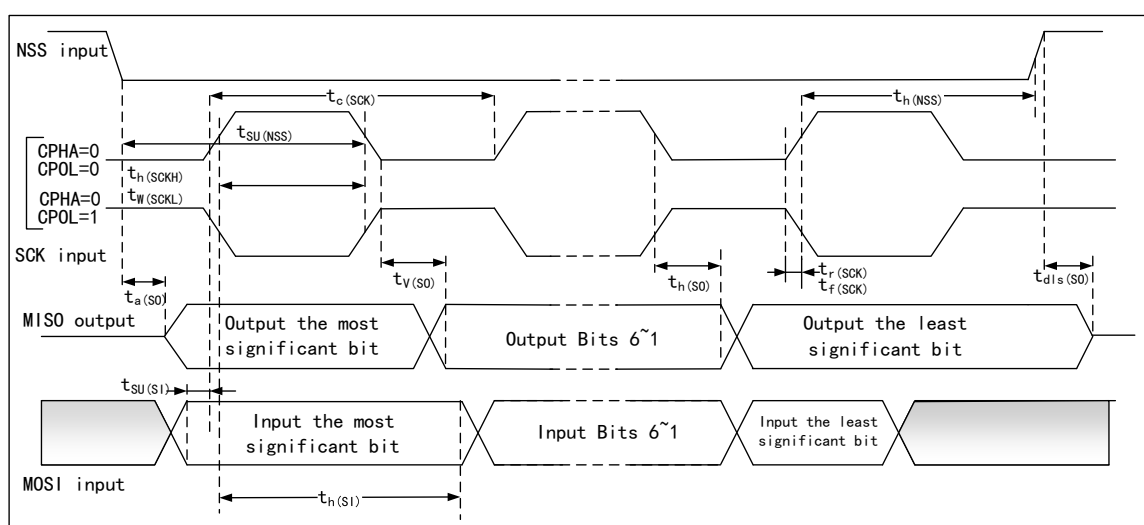 NSS input
tc(SCK)
th(NSS)
tSU(NSS)
CPHA=0
CPOL=0
th(SCKH)
tW(SCKL)
CPHA=0
CPOL=1
SCK input
ta(SO)
tV(SO)
th(SO)
tr(SCK)
tf(SCK)
tdis(SO)
MISO output
Output the most
significant bit
Output Bits 6~1
Output the least
significant bit
tSU(SI)
Input the most
significant bit
Input Bits 6~1
Input the least
significant bit
MOSI input
th(SI)